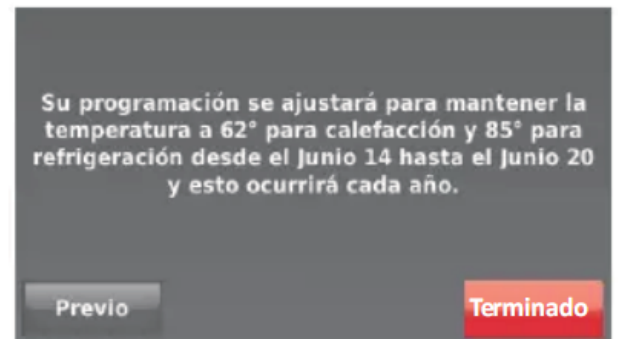 Su programación se ajustará para mantener la
temperatura a 62° para calefacción y 85° para
refrigeración desde el Junio 14 hasta el Junio 20
y esto ocurrirá cada año.
Previo
Terminado